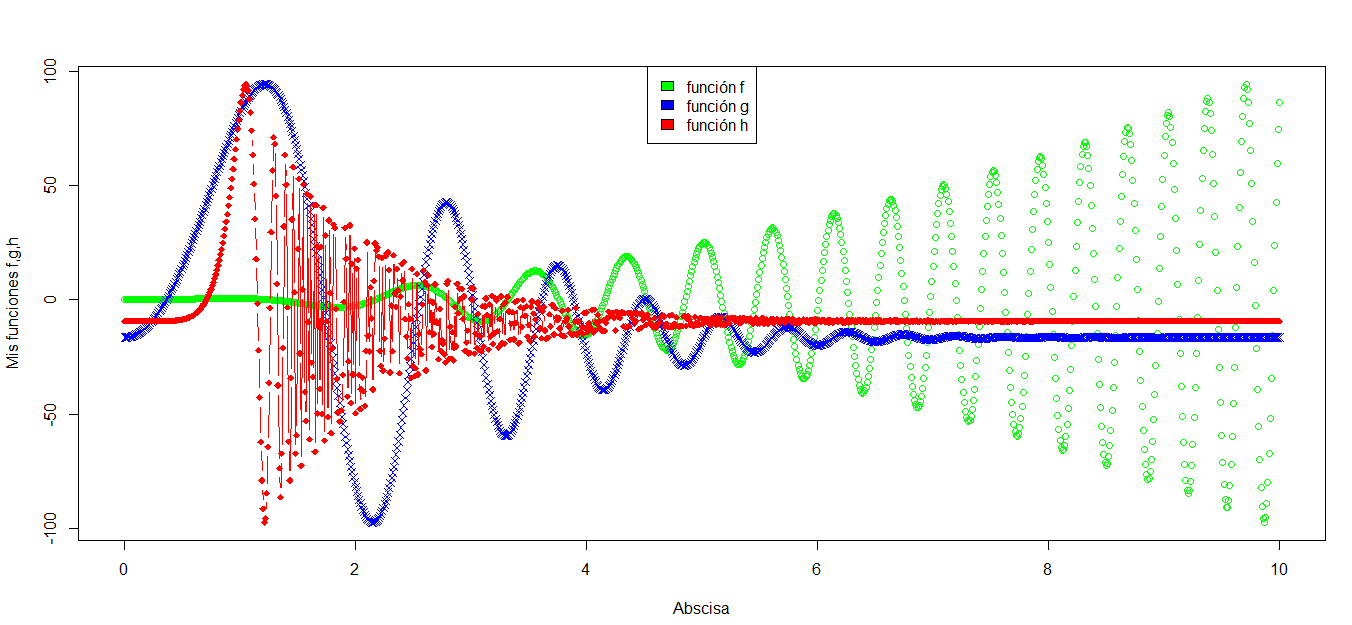 Mis funciones f,g,h
100
50
0
-50
-100
función f
función g
función h
0 2 4 6 8 10
Abscisa